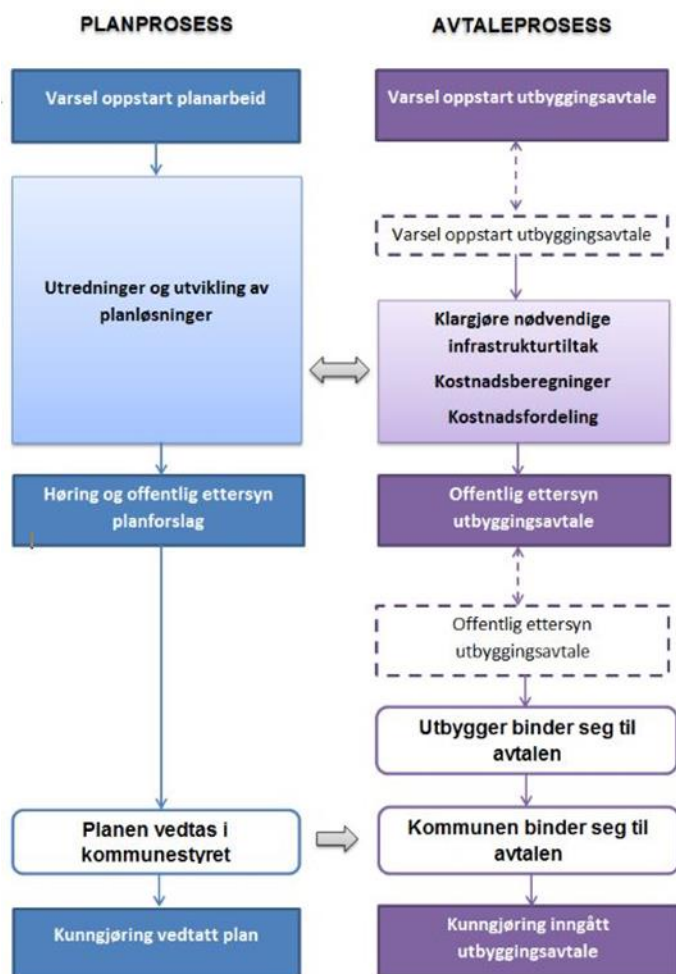 PLANPROSESS
Varsel oppstart planarbeid
Utredninger og utvikling av
planløsninger
Høring og offentlig ettersyn
planforslag
Planen vedtas i
kommunestyret
Kunngjøring vedtatt plan
AVTALEPROSESS
Varsel oppstart utbyggingsavtale
Varsel oppstart utbyggingsavtale
Klargjøre nødvendige
infrastrukturtiltak
Kostnadsberegninger
Kostnadsfordeling
Offentlig ettersyn
utbyggingsavtale
Offentlig ettersyn
utbyggingsavtale
Utbygger binder seg til
avtalen
Kommunen binder seg til
avtalen
Kunngjøring inngått
utbyggingsavtale